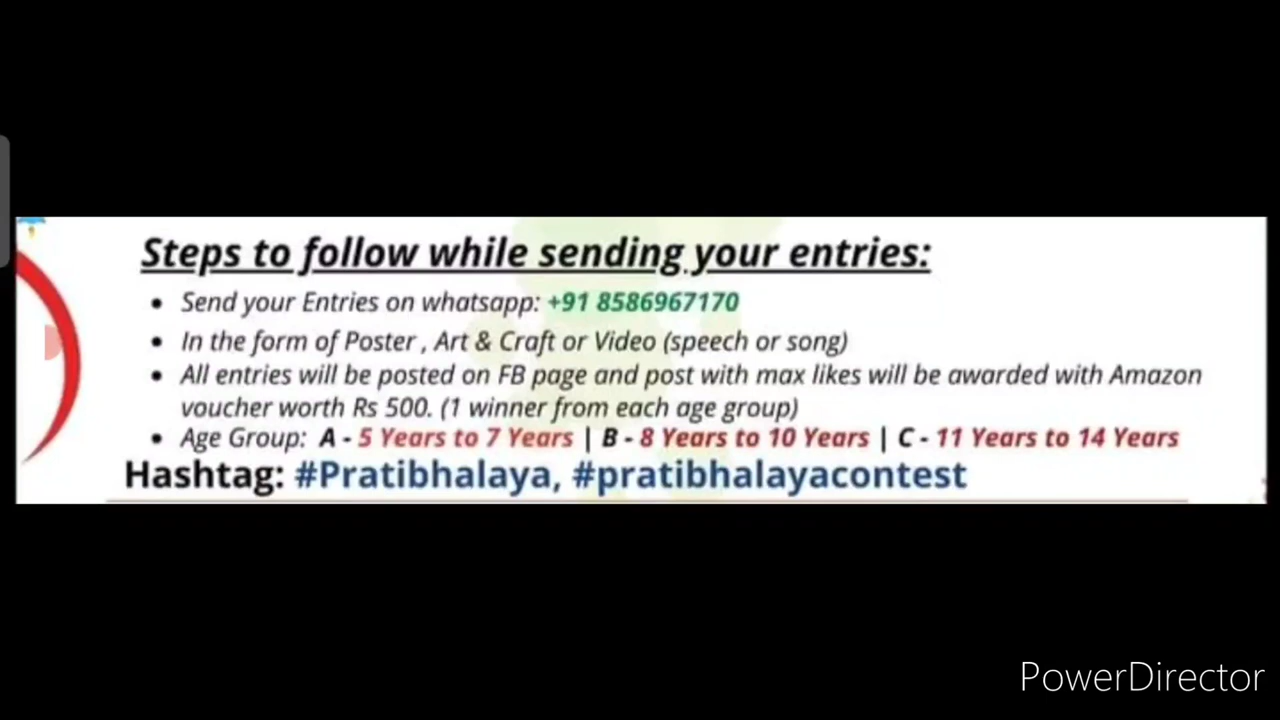 Steps to follow while sending your entries:
• Send your Entries on whatsapp: +91 8586967170
• In the form of Poster , Art & Craft or Video (speech or song)
• All entries will be posted on FB page and post with max likes will be awarded with Amazon
voucher worth Rs 500. (1 winner from each age group)
• Age Group: A - 5 Years to 7 Years | B - 8 Years to 10 Years | C - 11 Years to 14 Years
Hashtag: #Pratibhalaya, #pratibhalayacontest
PowerDirector